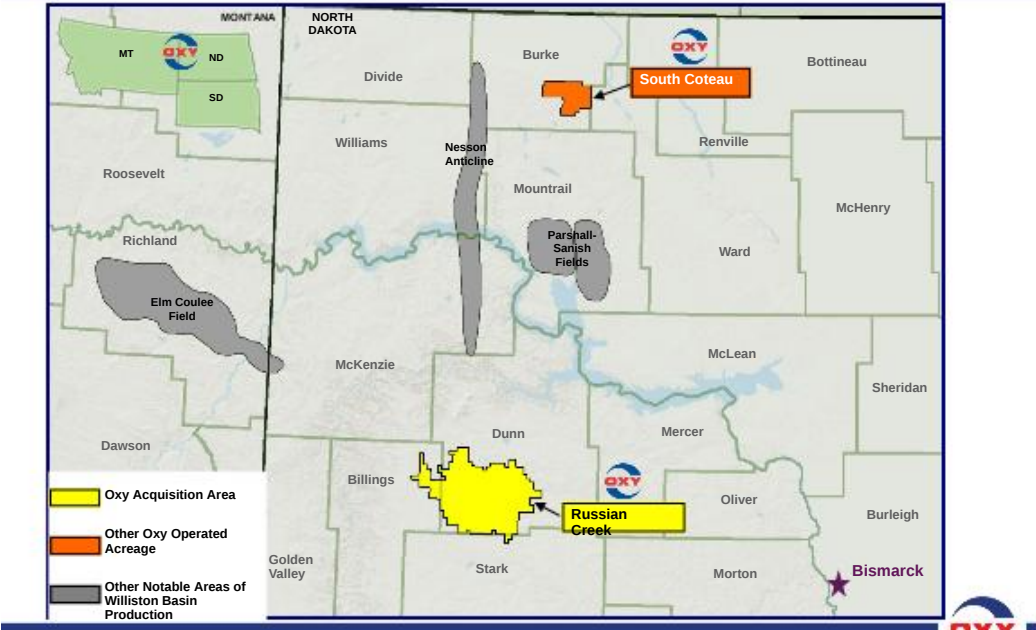 MONTANA
NORTH
DAKOTA
MT
OXY
ND
SD
OXY
Burke
Bottineau
Divide
South Coteau
Williams
Nesson
Anticline
Renville
Roosevelt
Mountrail
McHenry
Richland
Parshall-
Sanish
Fields
Ward
Elm Coulee
Field
McKenzie
McLean
Sheridan
Dawson
Dunn
Mercer
Billings
OXY
Oliver
Burleigh
Russian
Creek
Golden
Valley
Stark
Morton
Bismarck
Oxy Acquisition Area
Other Oxy Operated
Acreage
Other Notable Areas of
Williston Basin
Production
OXY